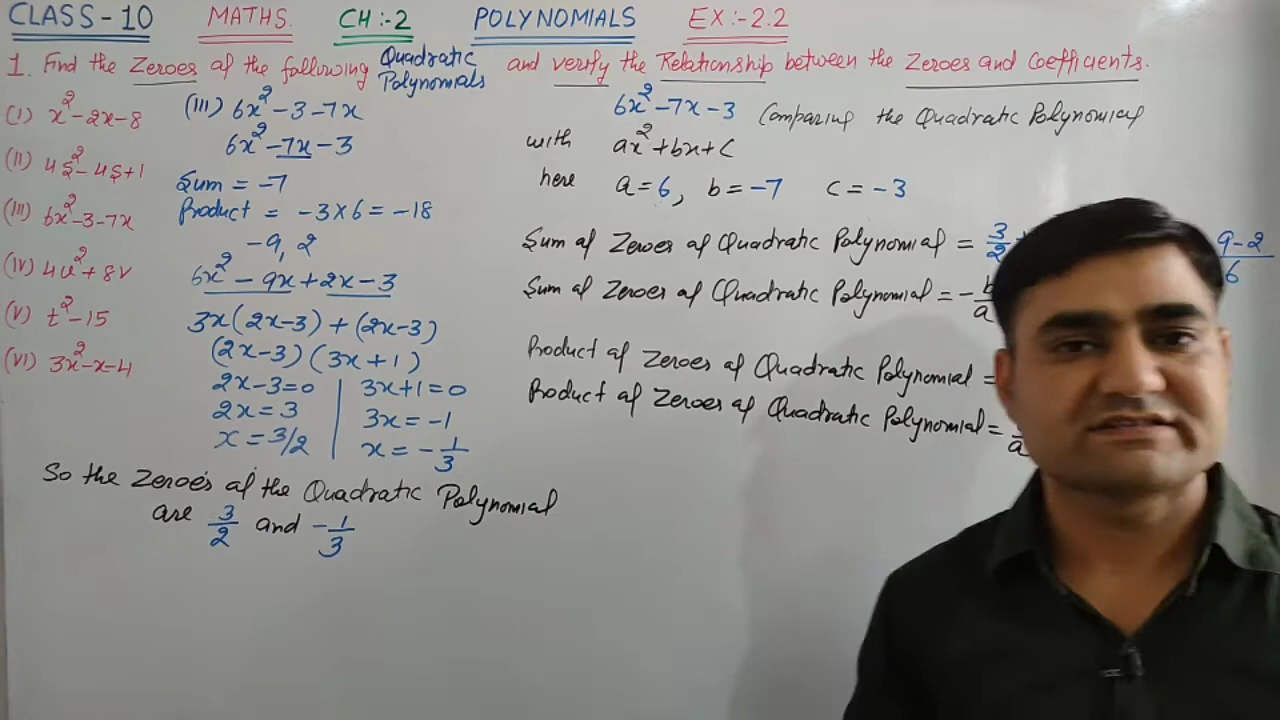 CLASS-10 MATHS. CH:-2 POLYNOMIALS EX:-2.2
1. Find the Zeroes of the following Quadratic Polynomials and verify the Relationship between the Zeroes and Coefficients.
(I) x²-2x-8
(II) 4s²-4s+1
(III) 6x²-3-7x
(IV) 4u²+8u
(V) t²-15
(VI) 3x²-x-4
(III) 6x²-3-7x
6x²-7x-3
Sum = -7
Product = -3×6 = -18
-9, 2
6x²-9x+2x-3
3x(2x-3)+(2x-3)
(2x-3)(3x+1)
2x-3=0 | 3x+1=0
2x=3 | 3x=-1
x=3/2 | x=-1/3
So the Zeroes of the Quadratic Polynomial
are 3/2 and -1/3
6x²-7x-3 Comparing the Quadratic Polynomial
with ax²+bx+c
here a=6, b=-7 c=-3
Sum of Zeroes of Quadratic Polynomial = 3/2 9-2/6
Sum of Zeroes of Quadratic Polynomial = -b/a
Product of Zeroes of Quadratic Polynomial =
Product of Zeroes of Quadratic Polynomial = /a